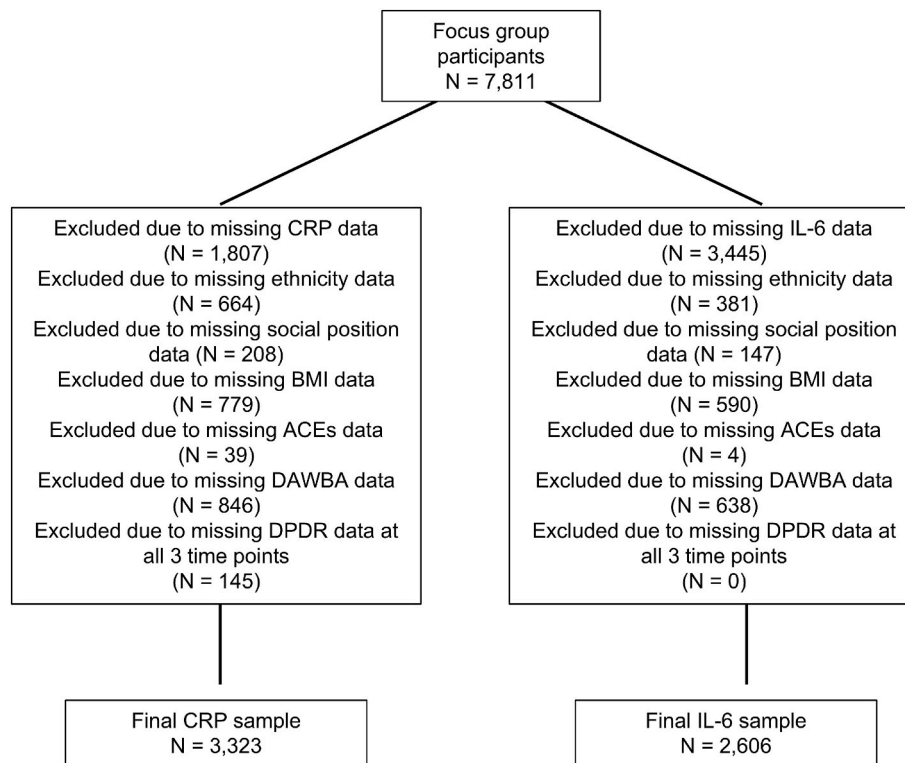 Focus group
participants
N = 7,811
Excluded due to missing CRP data
(N = 1,807)
Excluded due to missing ethnicity data
(N = 664)
Excluded due to missing social position
data (N = 208)
Excluded due to missing BMI data
(N = 779)
Excluded due to missing ACEs data
(N = 39)
Excluded due to missing DAWBA data
(N = 846)
Excluded due to missing DPDR data at
all 3 time points
(N = 145)
Excluded due to missing IL-6 data
(N = 3,445)
Excluded due to missing ethnicity data
(N = 381)
Excluded due to missing social position
data (N = 147)
Excluded due to missing BMI data
(N = 590)
Excluded due to missing ACEs data
(N = 4)
Excluded due to missing DAWBA data
(N = 638)
Excluded due to missing DPDR data at
all 3 time points
(N = 0)
Final CRP sample
N = 3,323
Final IL-6 sample
N = 2,606